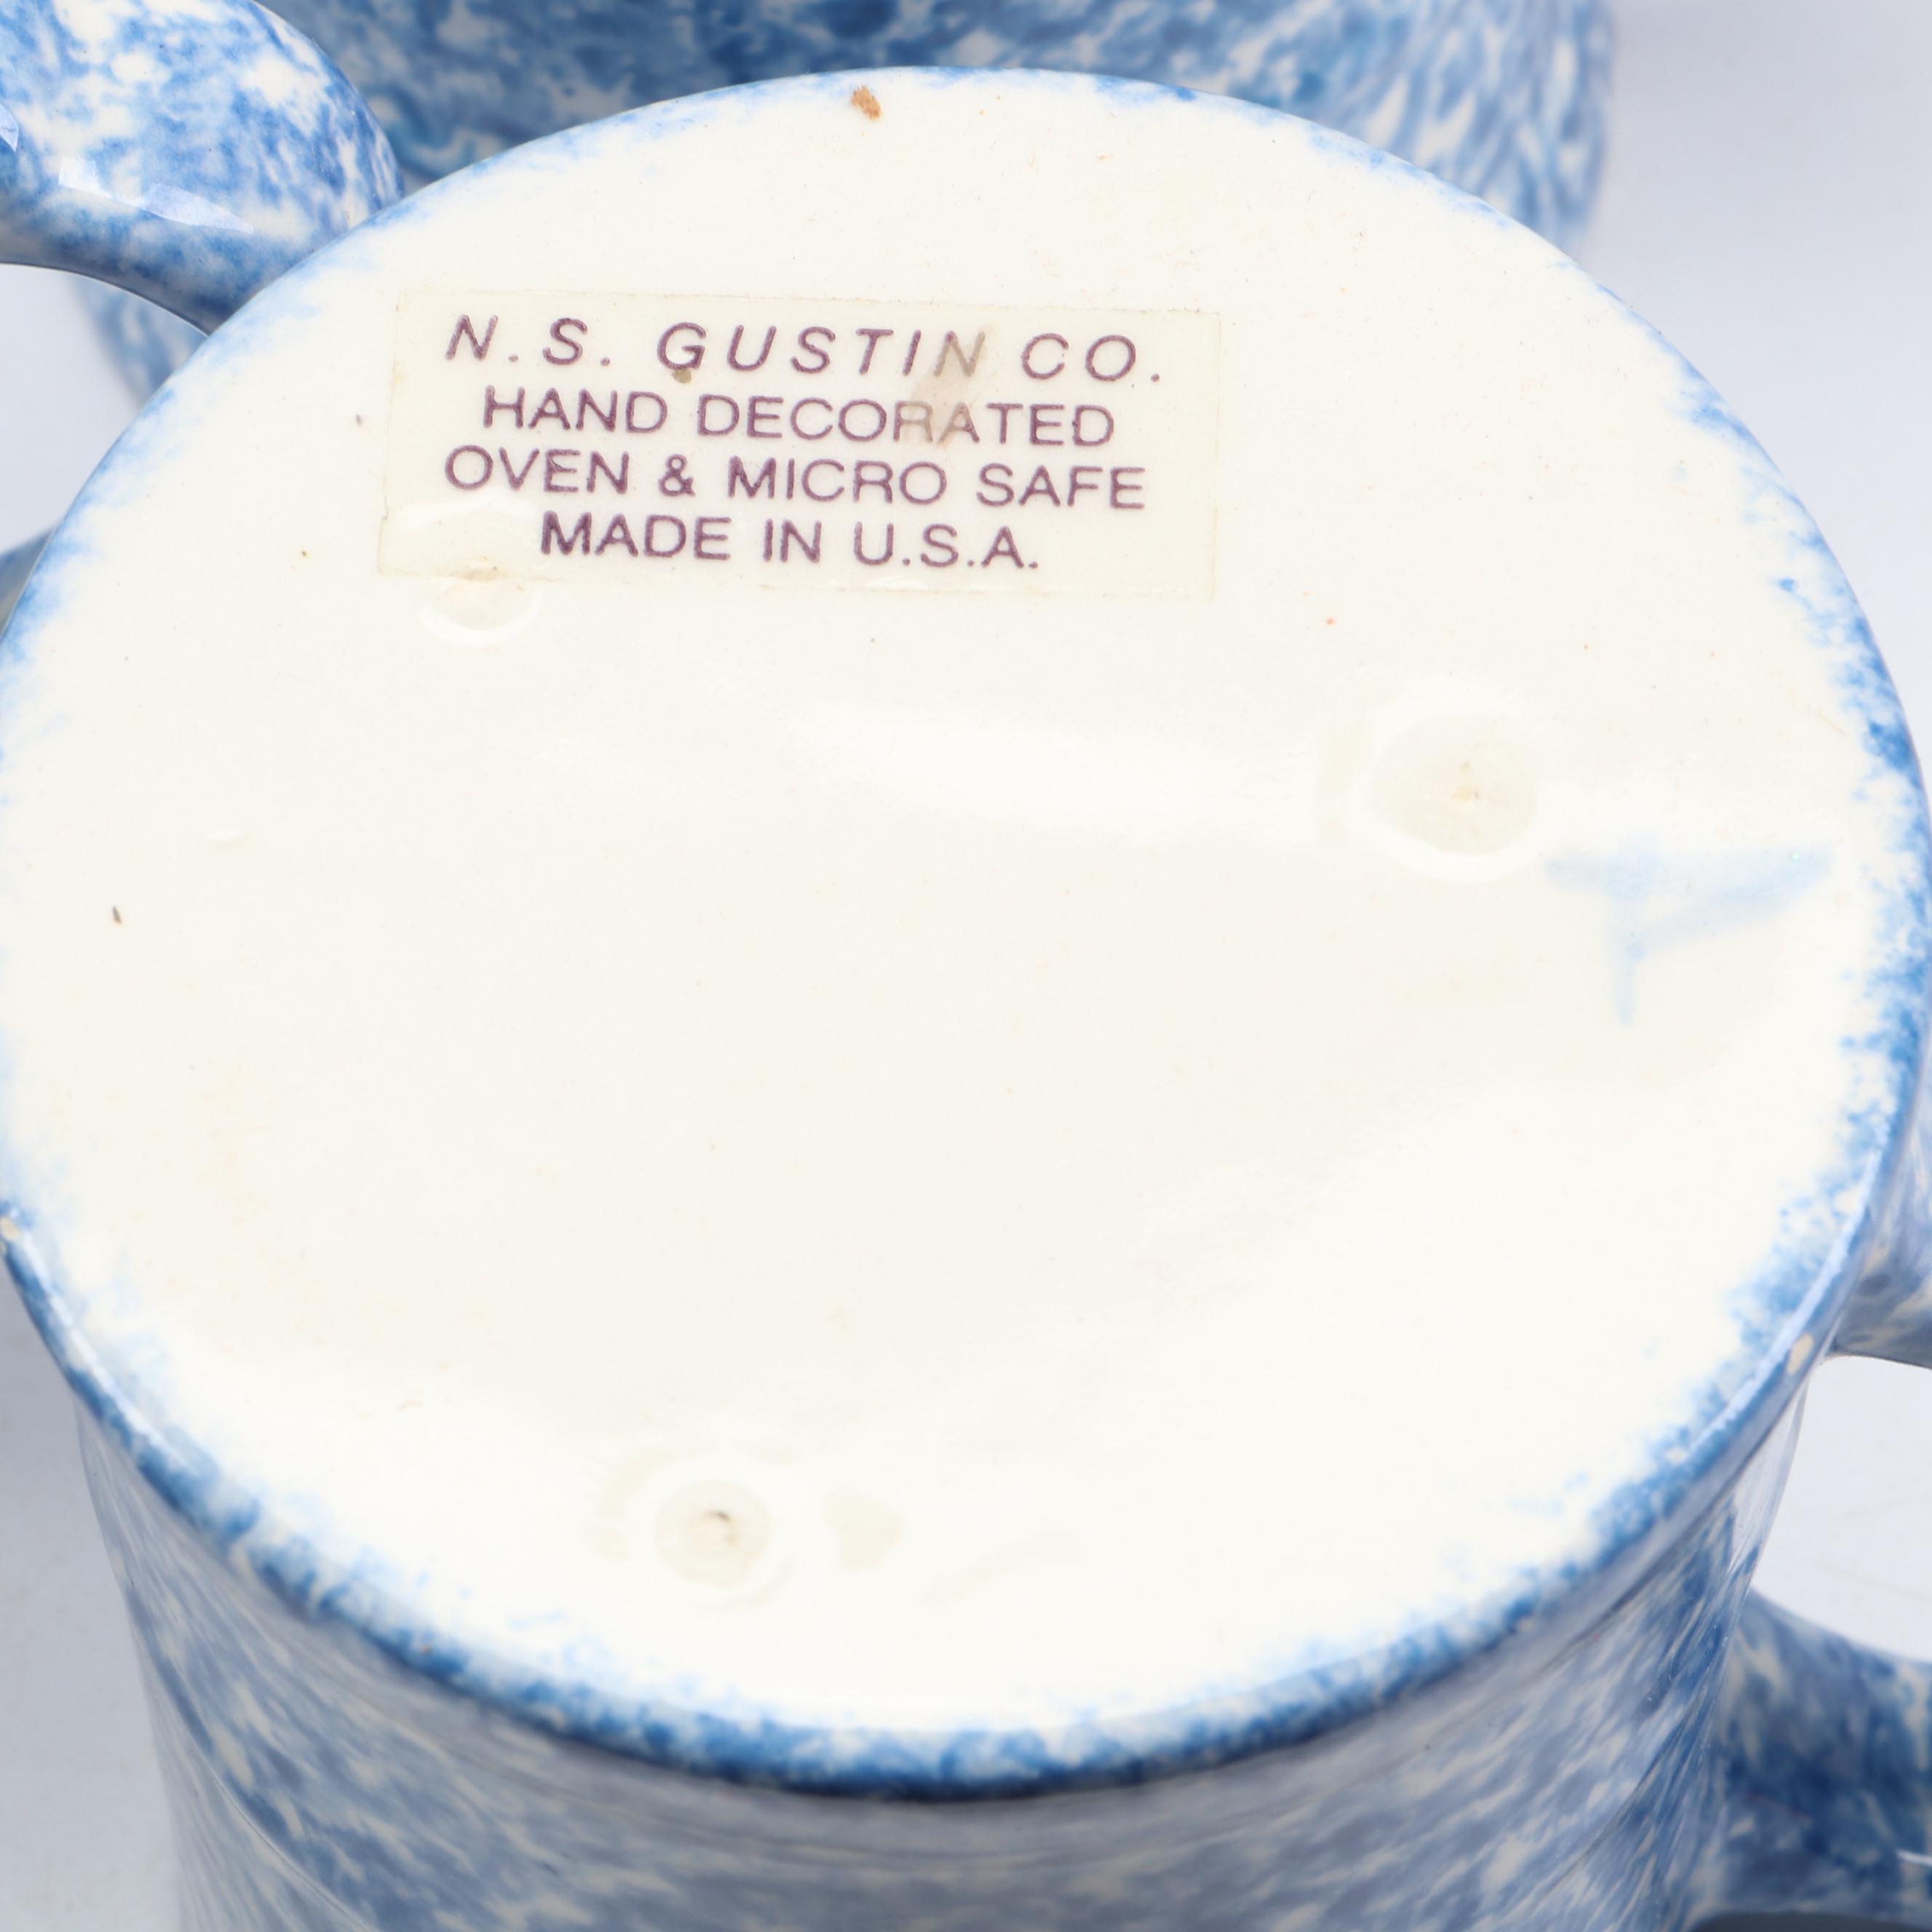 N. S. GUSTIN CO.
HAND DECORATED
OVEN & MICRO SAFE
MADE IN U.S.A.